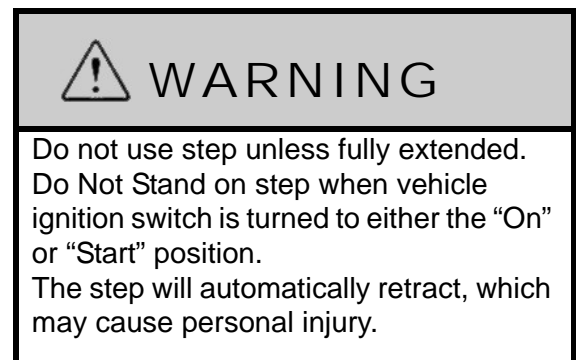 WARNING
Do not use step unless fully extended.
Do Not Stand on step when vehicle
ignition switch is turned to either the “On”
or “Start” position.
The step will automatically retract, which
may cause personal injury.